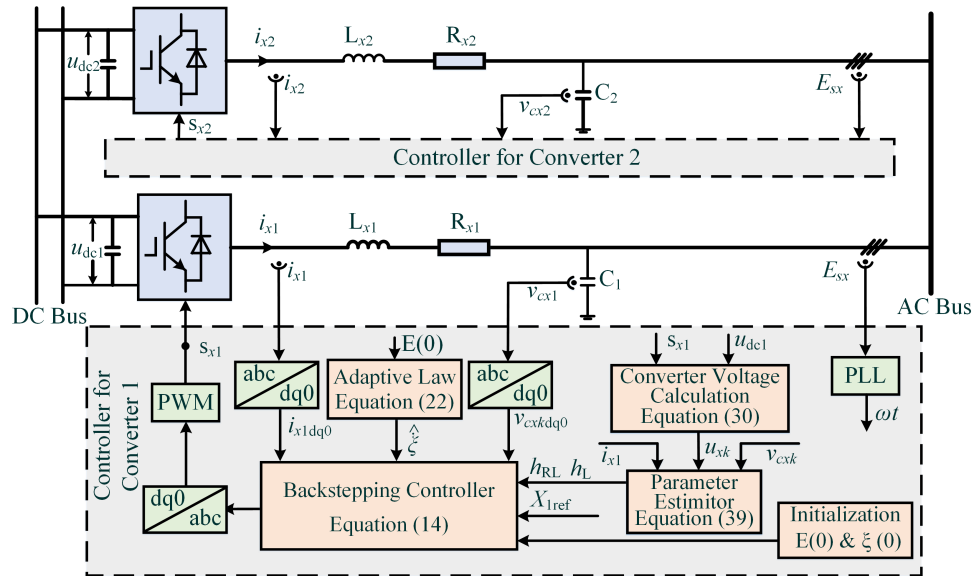 i_x2
L_x2
R_x2
u_dc2
i_x2
v_cx2
C_2
E_sx
s_x2
Controller for Converter 2
i_x1
L_x1
R_x1
u_dc1
i_x1
v_cx1
C_1
E_sx
DC Bus
AC Bus
Controller for
Converter 1
s_x1
E(0)
s_x1
u_dc1
abc
dq0
Adaptive Law
Equation (22)
abc
dq0
Converter Voltage
Calculation
Equation (30)
PLL
PWM
i_x1dq0
ξ̂
v_cxkdq0
ωt
i_x1
u_xk
v_cxk
dq0
abc
Backstepping Controller
Equation (14)
h_RL h_L
X_1ref
Parameter
Estimitor
Equation (39)
Initialization
E(0) & ξ (0)